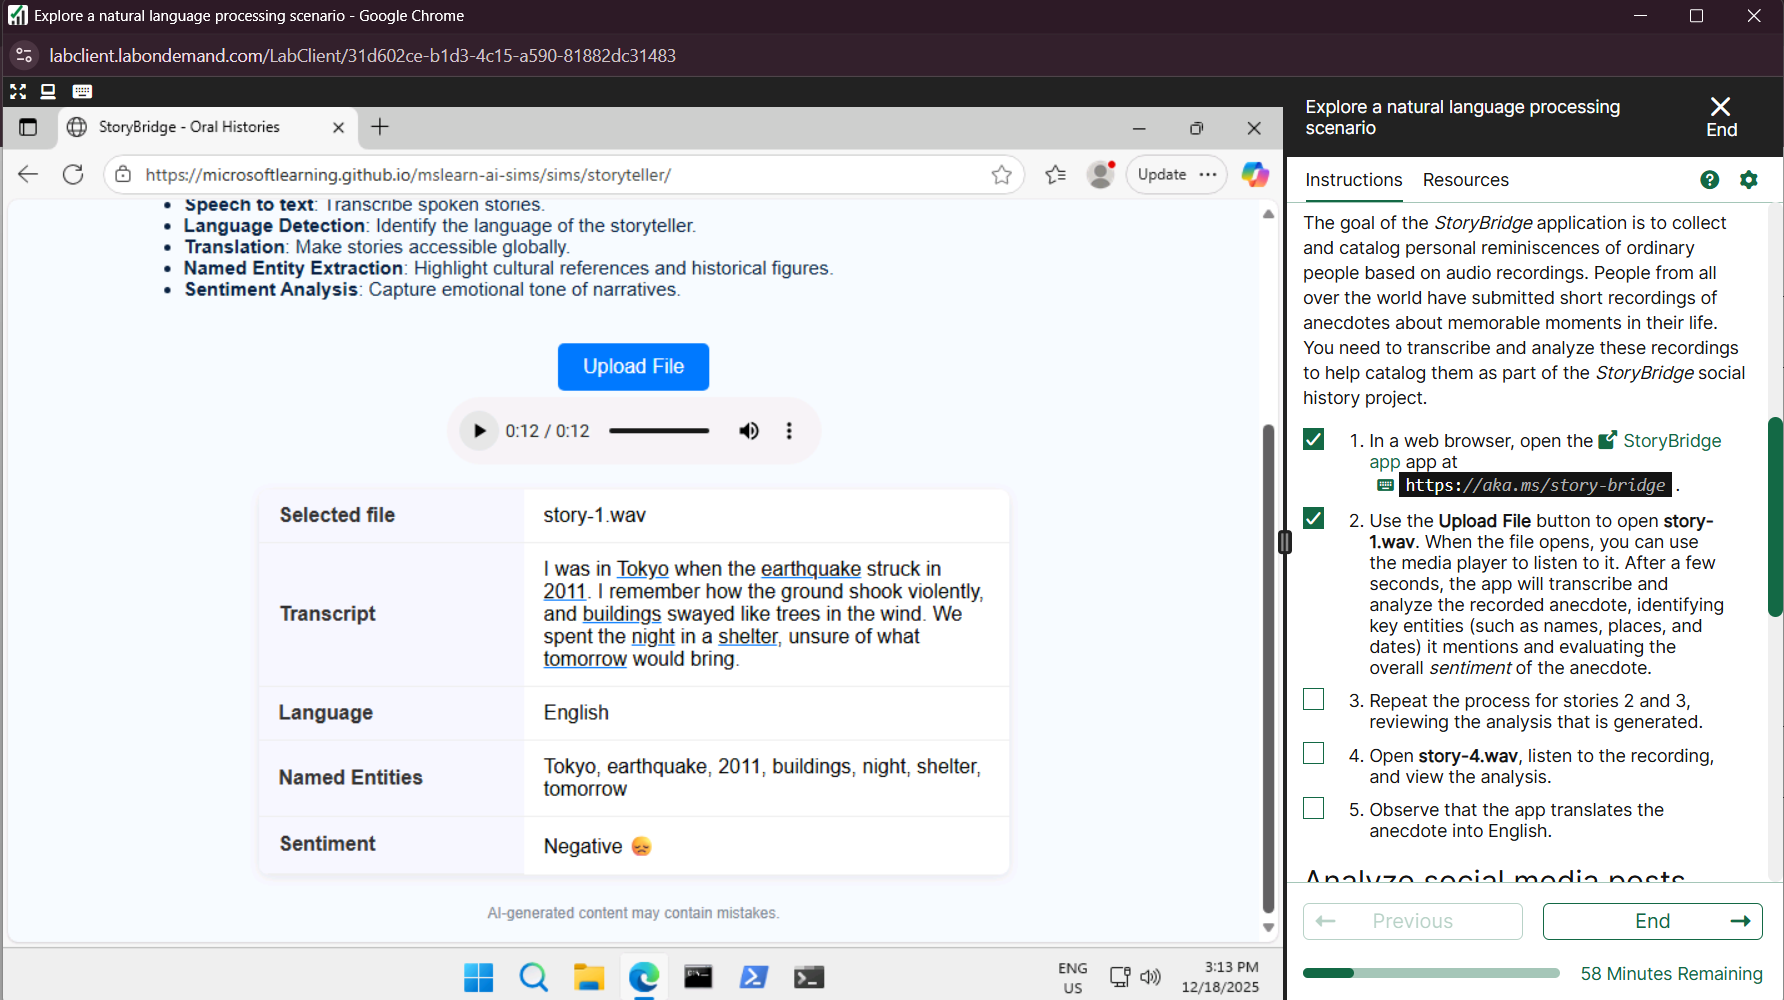 Explore a natural language processing scenario - Google Chrome
labclient.labondemand.com/LabClient/31d602ce-b1d3-4c15-a590-81882dc31483
StoryBridge - Oral Histories
https://microsoftlearning.github.io/mslearn-ai-sims/sims/storyteller/
Update
Speech to text: Transcribe spoken stories.
Language Detection: Identify the language of the storyteller.
Translation: Make stories accessible globally.
Named Entity Extraction: Highlight cultural references and historical figures.
Sentiment Analysis: Capture emotional tone of narratives.
Upload File
0:12 / 0:12
Selected file
story-1.wav
Transcript
I was in Tokyo when the earthquake struck in
2011. I remember how the ground shook violently,
and buildings swayed like trees in the wind. We
spent the night in a shelter, unsure of what
tomorrow would bring.
Language
English
Named Entities
Tokyo, earthquake, 2011, buildings, night, shelter,
tomorrow
Sentiment
Negative 😞
AI-generated content may contain mistakes.
ENG
US
3:13 PM
12/18/2025
Explore a natural language processing
scenario
End
Instructions
Resources
The goal of the StoryBridge application is to collect
and catalog personal reminiscences of ordinary
people based on audio recordings. People from all
over the world have submitted short recordings of
anecdotes about memorable moments in their life.
You need to transcribe and analyze these recordings
to help catalog them as part of the StoryBridge social
history project.
1. In a web browser, open the StoryBridge
app app at
https://aka.ms/story-bridge .
2. Use the Upload File button to open story-
1.wav. When the file opens, you can use
the media player to listen to it. After a few
seconds, the app will transcribe and
analyze the recorded anecdote, identifying
key entities (such as names, places, and
dates) it mentions and evaluating the
overall sentiment of the anecdote.
3. Repeat the process for stories 2 and 3,
reviewing the analysis that is generated.
4. Open story-4.wav, listen to the recording,
and view the analysis.
5. Observe that the app translates the
anecdote into English.
Analyze social media posts
Previous
End
58 Minutes Remaining